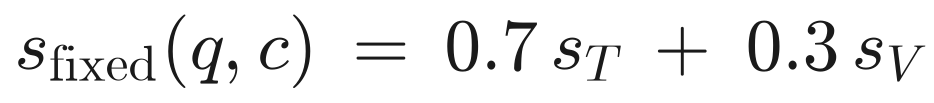 s_fixed(q, c) = 0.7 s_T + 0.3 s_V